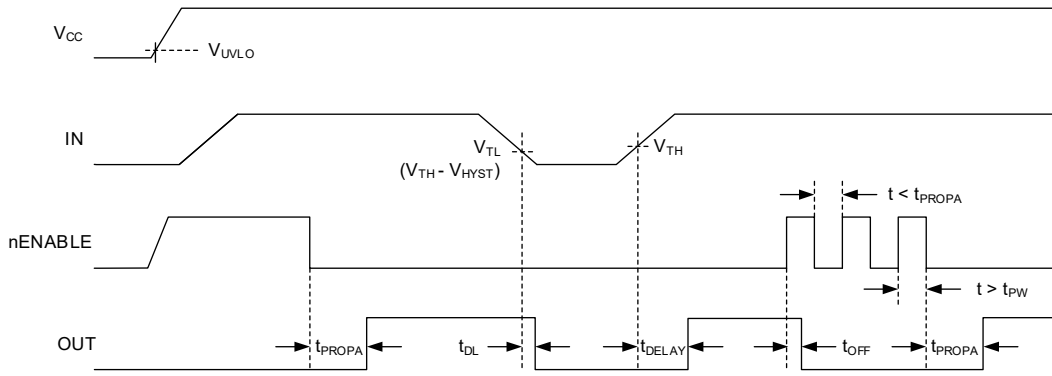 VCC
VUVLO
IN
VTL
(VTH - VHYST)
VTH
t < tPROPA
nENABLE
t > tPW
OUT
tPROPA
tDL
tDELAY
tOFF
tPROPA